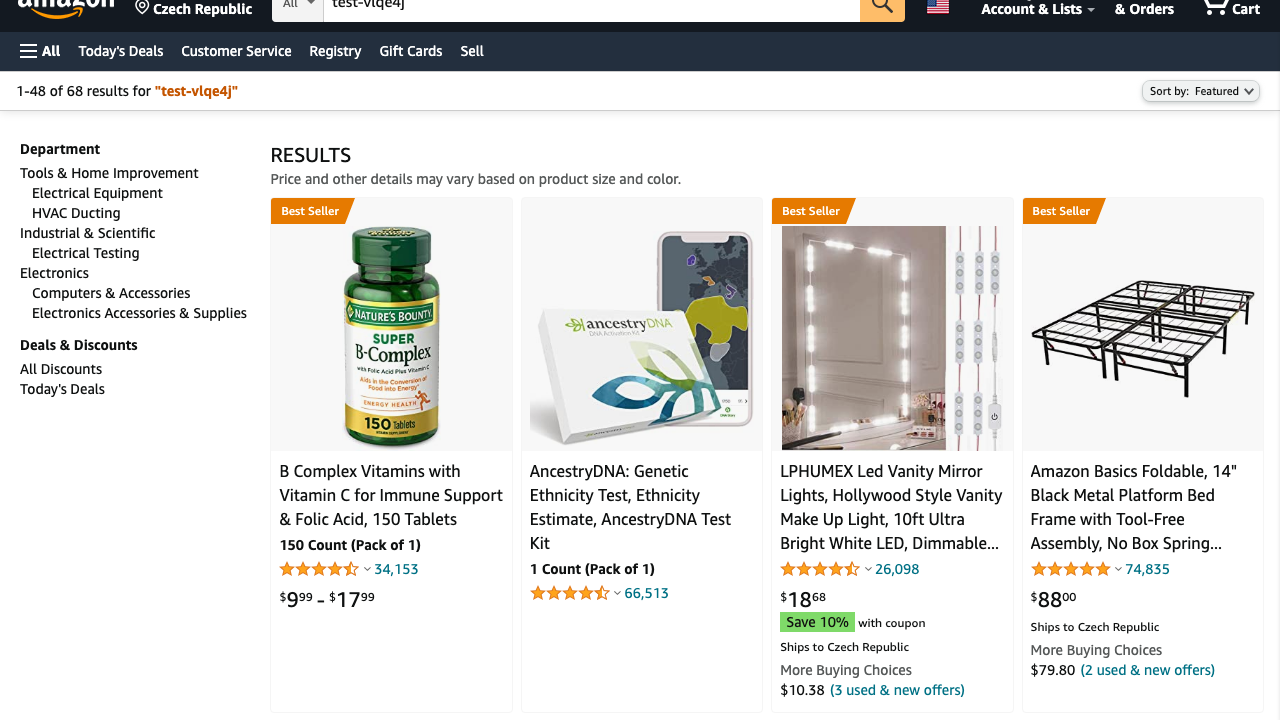 amazon
Czech Republic
All
test-vlqe4j
Account & Lists
& Orders
Cart
All
Today's Deals
Customer Service
Registry
Gift Cards
Sell
1-48 of 68 results for "test-vlqe4j"
Sort by: Featured
Department
Tools & Home Improvement
Electrical Equipment
HVAC Ducting
Industrial & Scientific
Electrical Testing
Electronics
Computers & Accessories
Electronics Accessories & Supplies
Deals & Discounts
All Discounts
Today's Deals
RESULTS
Price and other details may vary based on product size and color.
Best Seller
NATURE'S BOUNTY
SUPER
B-Complex
with Folic Acid Plus Vitamin C
Aids in the Conversion of
Food into Energy*
ENERGY HEALTH
150 Tablets
VITAMIN SUPPLEMENT
B Complex Vitamins with
Vitamin C for Immune Support
& Folic Acid, 150 Tablets
150 Count (Pack of 1)
34,153
$9.99 - $17.99
ancestryDNA
DNA Activation Kit
AncestryDNA: Genetic
Ethnicity Test, Ethnicity
Estimate, AncestryDNA Test
Kit
1 Count (Pack of 1)
66,513
Best Seller
LPHUMEX Led Vanity Mirror
Lights, Hollywood Style Vanity
Make Up Light, 10ft Ultra
Bright White LED, Dimmable...
26,098
$18.68
Save 10% with coupon
Ships to Czech Republic
More Buying Choices
$10.38 (3 used & new offers)
Best Seller
Amazon Basics Foldable, 14"
Black Metal Platform Bed
Frame with Tool-Free
Assembly, No Box Spring...
74,835
$88.00
Ships to Czech Republic
More Buying Choices
$79.80 (2 used & new offers)